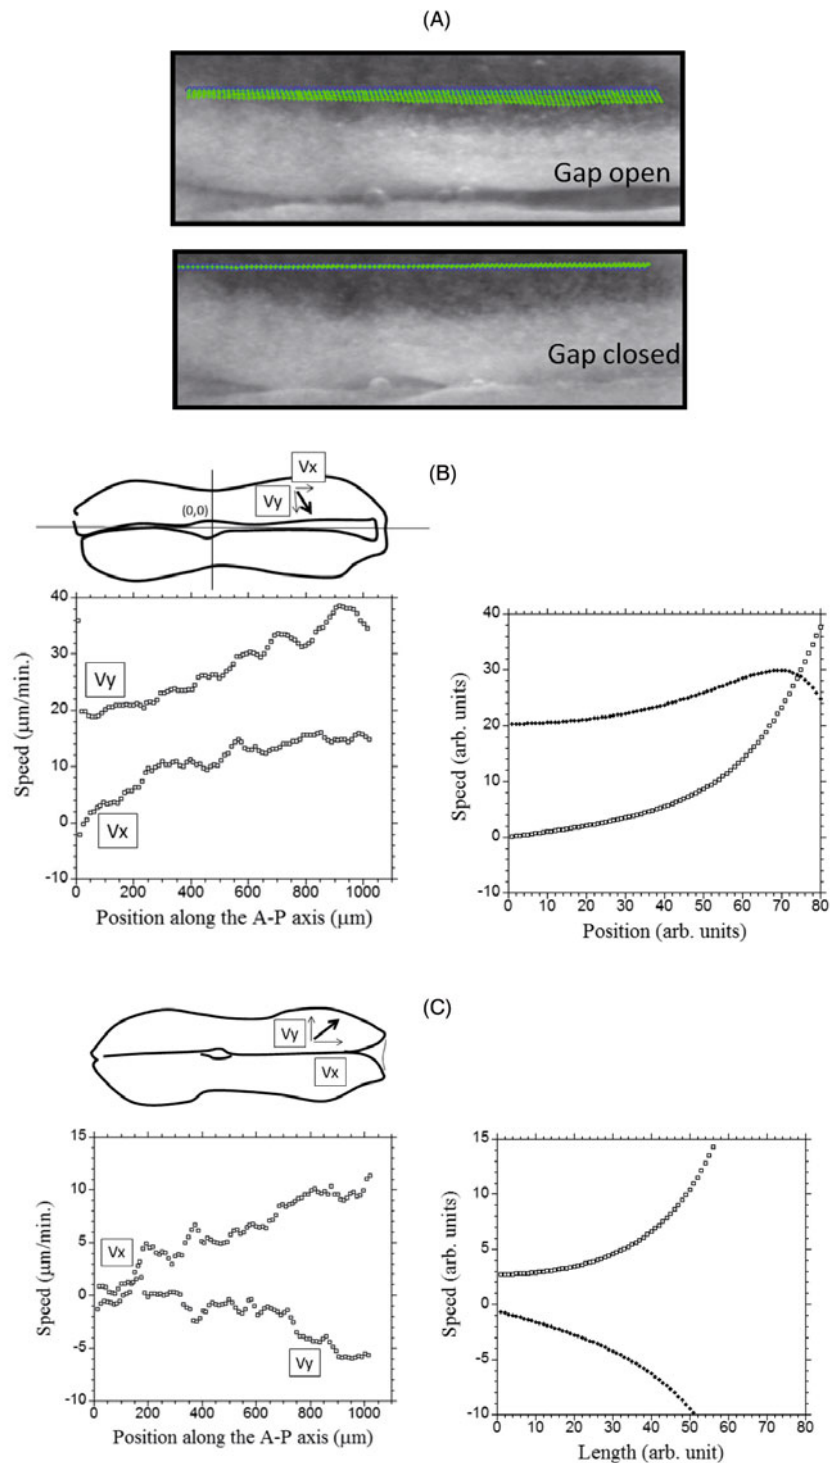 (A)
Gap open
Gap closed
(B)
Vx
Vy
(0,0)
40
30
20
10
0
-10
Vy
Vx
Speed (µm/min.)
0 200 400 600 800 1000
Position along the A-P axis (µm)
40
30
20
10
0
-10
Speed (arb. units)
0 10 20 30 40 50 60 70 80
Position (arb. units)
(C)
Vy
Vx
15
10
5
0
-5
-10
Vx
Vy
Speed (µm/min.)
0 200 400 600 800 1000
Position along the A-P axis (µm)
15
10
5
0
-5
-10
Speed (arb. units)
0 10 20 30 40 50 60 70 80
Length (arb. unit)